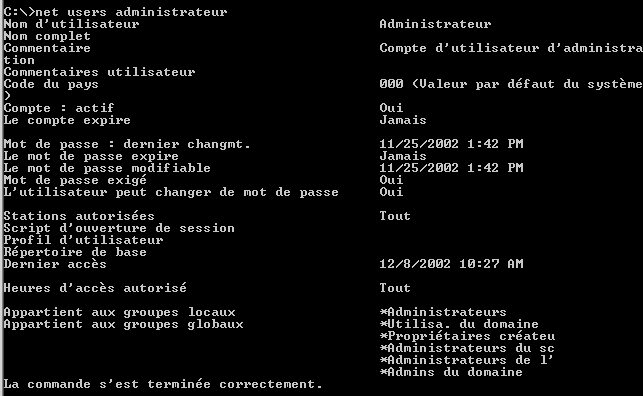 C:\>net users administrateur
Nom d'utilisateur Administrateur
Nom complet
Commentaire Compte d'utilisateur d'administra
tion
Commentaires utilisateur
Code du pays 000 (Valeur par défaut du système
)
Compte : actif Oui
Le compte expire Jamais
Mot de passe : dernier changmt. 11/25/2002 1:42 PM
Le mot de passe expire Jamais
Le mot de passe modifiable 11/25/2002 1:42 PM
Mot de passe exigé Oui
L'utilisateur peut changer de mot de passe Oui
Stations autorisées Tout
Script d'ouverture de session
Profil d'utilisateur
Répertoire de base
Dernier accès 12/8/2002 10:27 AM
Heures d'accès autorisé Tout
Appartient aux groupes locaux *Administrateurs
Appartient aux groupes globaux *Utilisa. du domaine
*Propriétaires créateu
*Administrateurs du sc
*Administrateurs de l'
*Admins du domaine
La commande s'est terminée correctement.